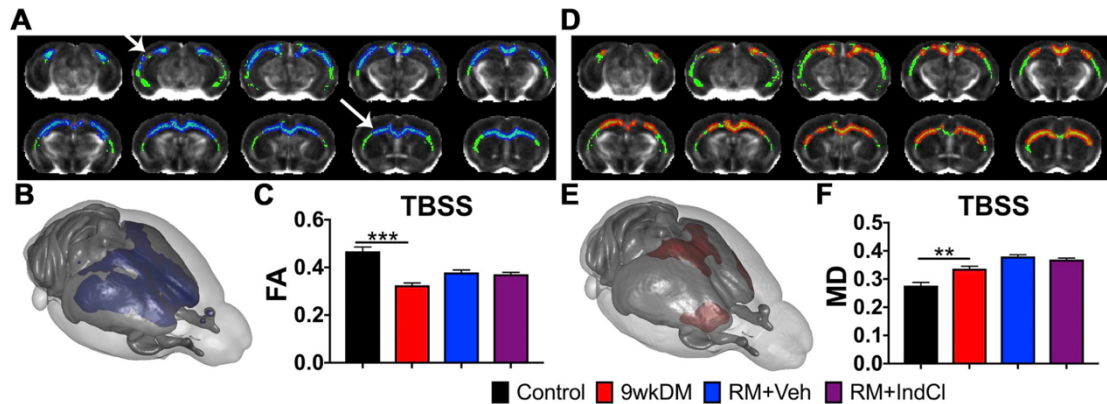 A
D
B
C
TBSS
E
F
TBSS
FA
0.6
0.4
0.2
0.0
***
MD
0.5
0.4
0.3
0.2
0.1
0.0
**
Control 9wkDM RM+Veh RM+IndCl